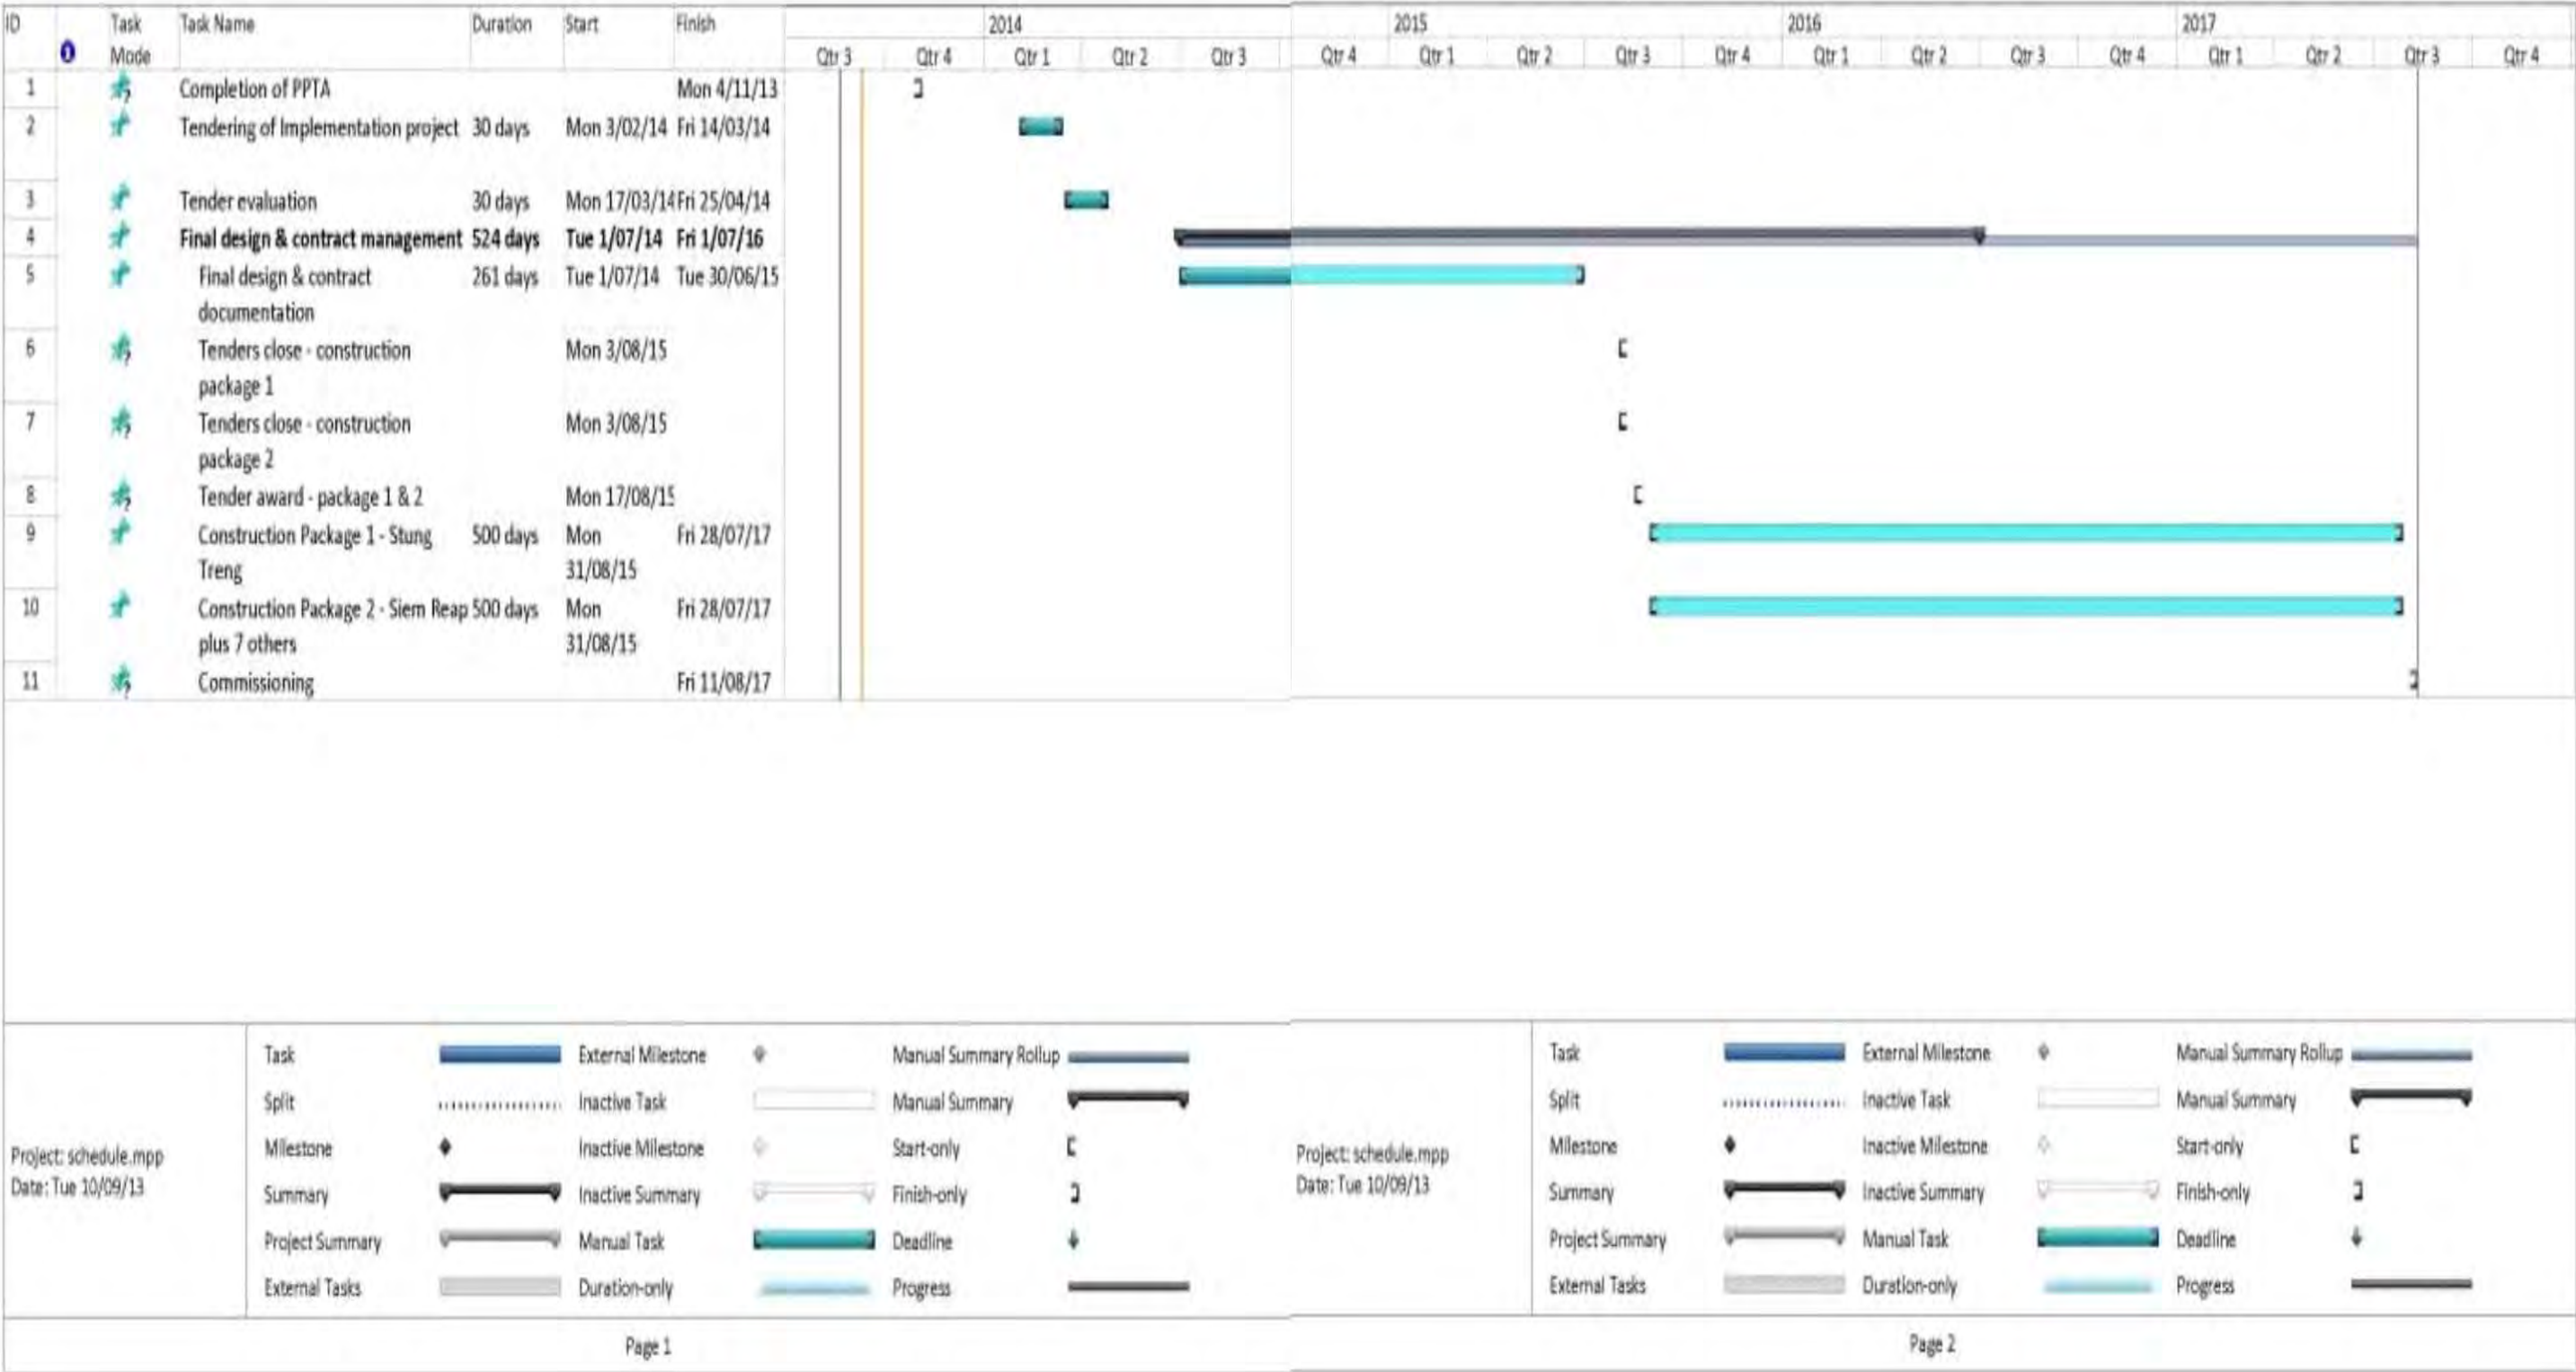 ID Task Task Name Duration Start Finish 2014 2015 2016 2017
Mode Qtr 3 Qtr 4 Qtr 1 Qtr 2 Qtr 3 Qtr 4 Qtr 1 Qtr 2 Qtr 3 Qtr 4 Qtr 1 Qtr 2 Qtr 3 Qtr 4 Qtr 1 Qtr 2 Qtr 3 Qtr 4
1 Completion of PPTA Mon 4/11/13
2 Tendering of Implementation project 30 days Mon 3/02/14 Fri 14/03/14
3 Tender evaluation 30 days Mon 17/03/14 Fri 25/04/14
4 Final design & contract management 524 days Tue 1/07/14 Fri 1/07/16
5 Final design & contract 261 days Tue 1/07/14 Tue 30/06/15
documentation
6 Tenders close - construction Mon 3/08/15
package 1
7 Tenders close - construction Mon 3/08/15
package 2
8 Tender award - package 1 & 2 Mon 17/08/15
9 Construction Package 1 - Stung 500 days Mon Fri 28/07/17
Treng 31/08/15
10 Construction Package 2 - Siem Reap 500 days Mon Fri 28/07/17
plus 7 others 31/08/15
11 Commissioning Fri 11/08/17
Project: schedule.mpp
Date: Tue 10/09/13
Task External Milestone Manual Summary Rollup
Split Inactive Task Manual Summary
Milestone Inactive Milestone Start-only
Summary Inactive Summary Finish-only
Project Summary Manual Task Deadline
External Tasks Duration-only Progress
Page 1
Project: schedule.mpp
Date: Tue 10/09/13
Task External Milestone Manual Summary Rollup
Split Inactive Task Manual Summary
Milestone Inactive Milestone Start-only
Summary Inactive Summary Finish-only
Project Summary Manual Task Deadline
External Tasks Duration-only Progress
Page 2